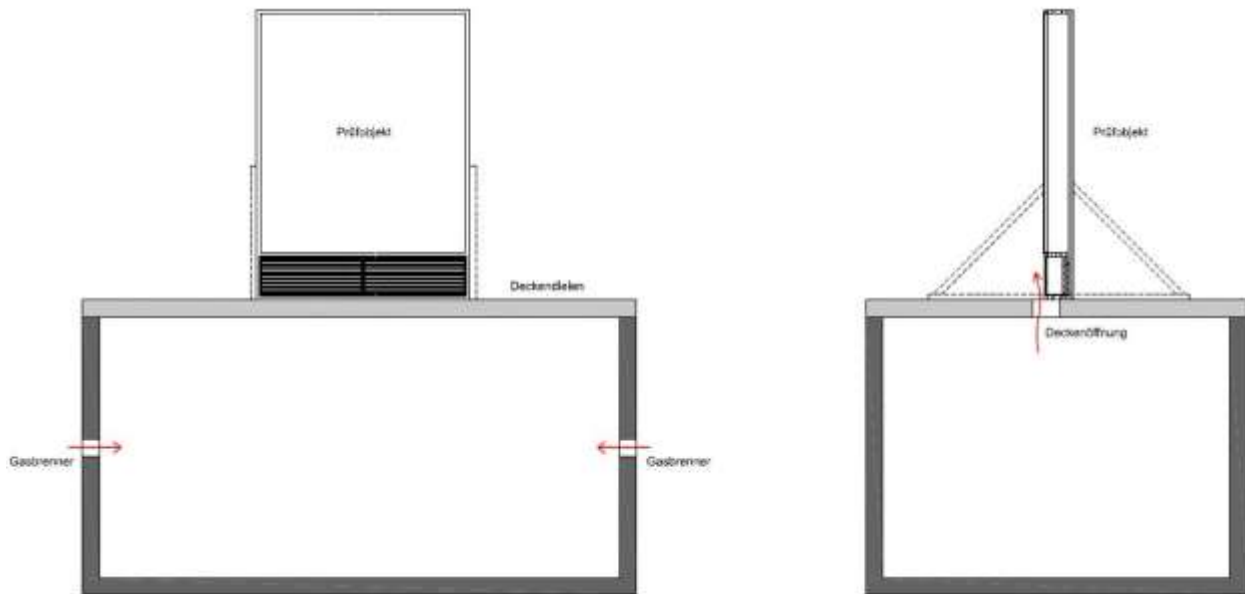 Prüfobjekt
Prüfobjekt
Deckendielen
Deckenöffnung
Gasbrenner
Gasbrenner